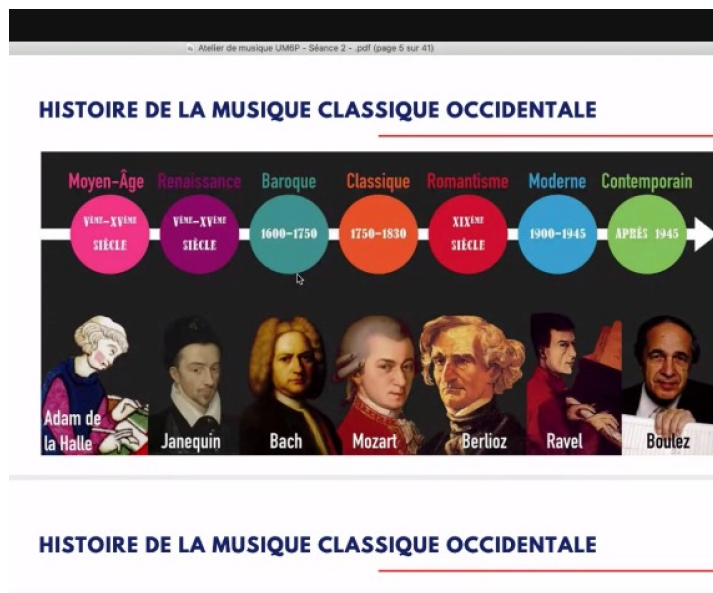 Atelier de musique UM6P - Séance 2 - .pdf (page 5 sur 41)
HISTOIRE DE LA MUSIQUE CLASSIQUE OCCIDENTALE
Moyen-Âge Renaissance Baroque Classique Romantisme Moderne Contemporain
VÈME-XVÈME SIÈCLE
VÈME-XVÈME SIÈCLE
1600-1750
1750-1830
XIXÈME SIÈCLE
1900-1945
APRÈS 1945
Adam de la Halle
Janequin
Bach
Mozart
Berlioz
Ravel
Boulez
HISTOIRE DE LA MUSIQUE CLASSIQUE OCCIDENTALE